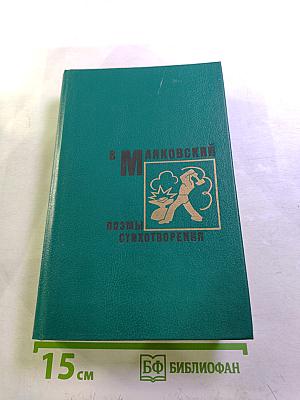 В МАЯКОВСКИЙ
ПОЭМЫ
СТИХОТВОРЕНИЯ
15 см
БФ БИБЛИОФАН